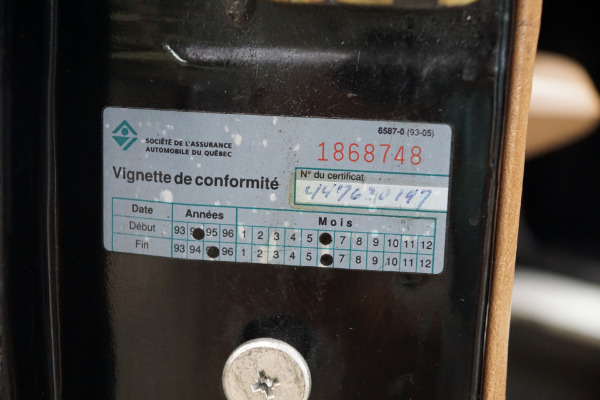 6587-0 (93-05)
SOCIÉTÉ DE L'ASSURANCE
AUTOMOBILE DU QUÉBEC
1868748
Vignette de conformité
N° du certificat
Date Années Mois
Début 93 95 96 1 2 3 4 5 7 8 9 10 11 12
Fin 93 94 96 1 2 3 4 5 7 8 9 10 11 12